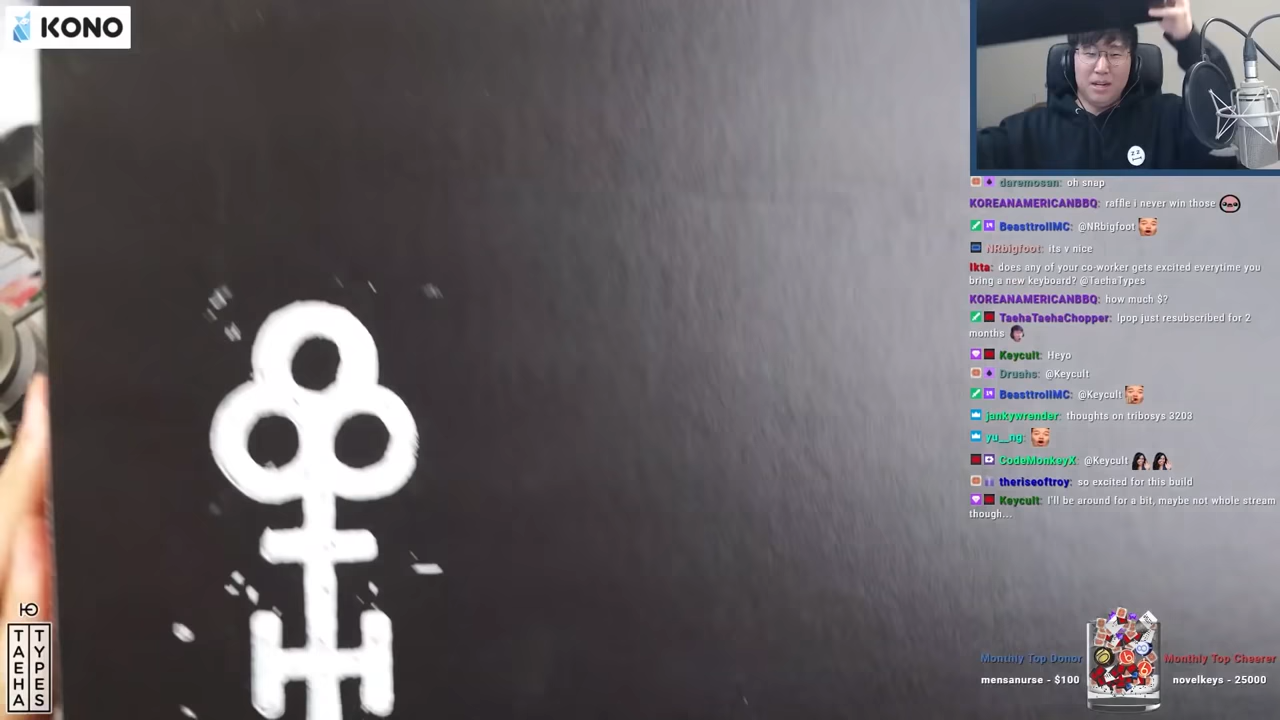 KONO
daremosan: oh snap
KOREANAMERICANBBQ: raffle i never win those
BeasttrollMC: @NRbigfoot
NRbigfoot: its v nice
Ikta: does any of your co-worker gets excited everytime you
bring a new keyboard? @TaehaTypes
KOREANAMERICANBBQ: how much $?
TaehaTaehaChopper: lpop just resubscribed for 2
months
Keycult: Heyo
Druahs: @Keycult
BeasttrollMC: @Keycult
jankywrender: thoughts on tribosys 3203
yu__ng:
CodeMonkeyX: @Keycult
theriseoftroy: so excited for this build
Keycult: I'll be around for a bit, maybe not whole stream
though...
TAEHA
TYPES
Monthly Top Donor
mensanurse - $100
Monthly Top Cheerer
novelkeys - 25000